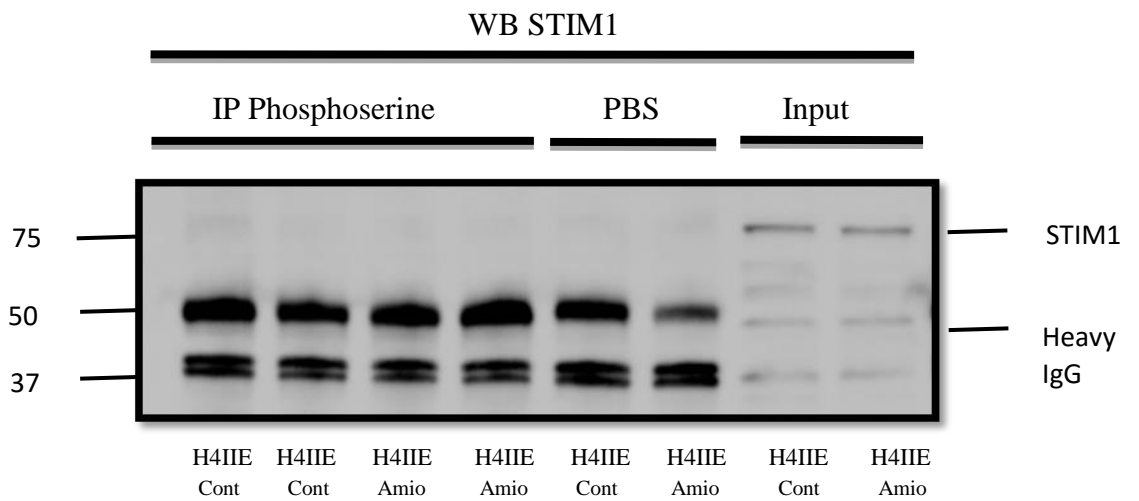 WB STIM1
IP Phosphoserine PBS Input
75 STIM1
50 Heavy
37 IgG
H4IIE H4IIE H4IIE H4IIE H4IIE H4IIE H4IIE H4IIE
Cont Cont Amio Amio Cont Amio Cont Amio